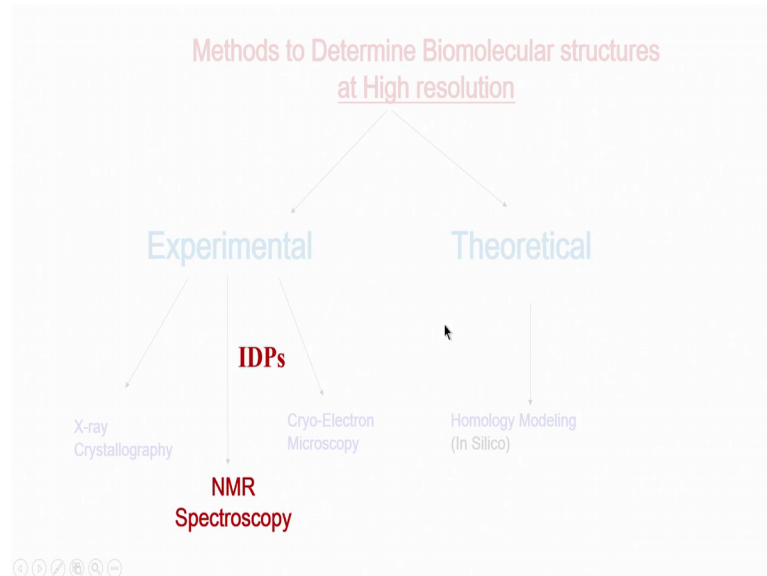 Methods to Determine Biomolecular structures
at High resolution
Experimental
Theoretical
IDPs
X-ray
Crystallography
Cryo-Electron
Microscopy
Homology Modeling
(In Silico)
NMR
Spectroscopy